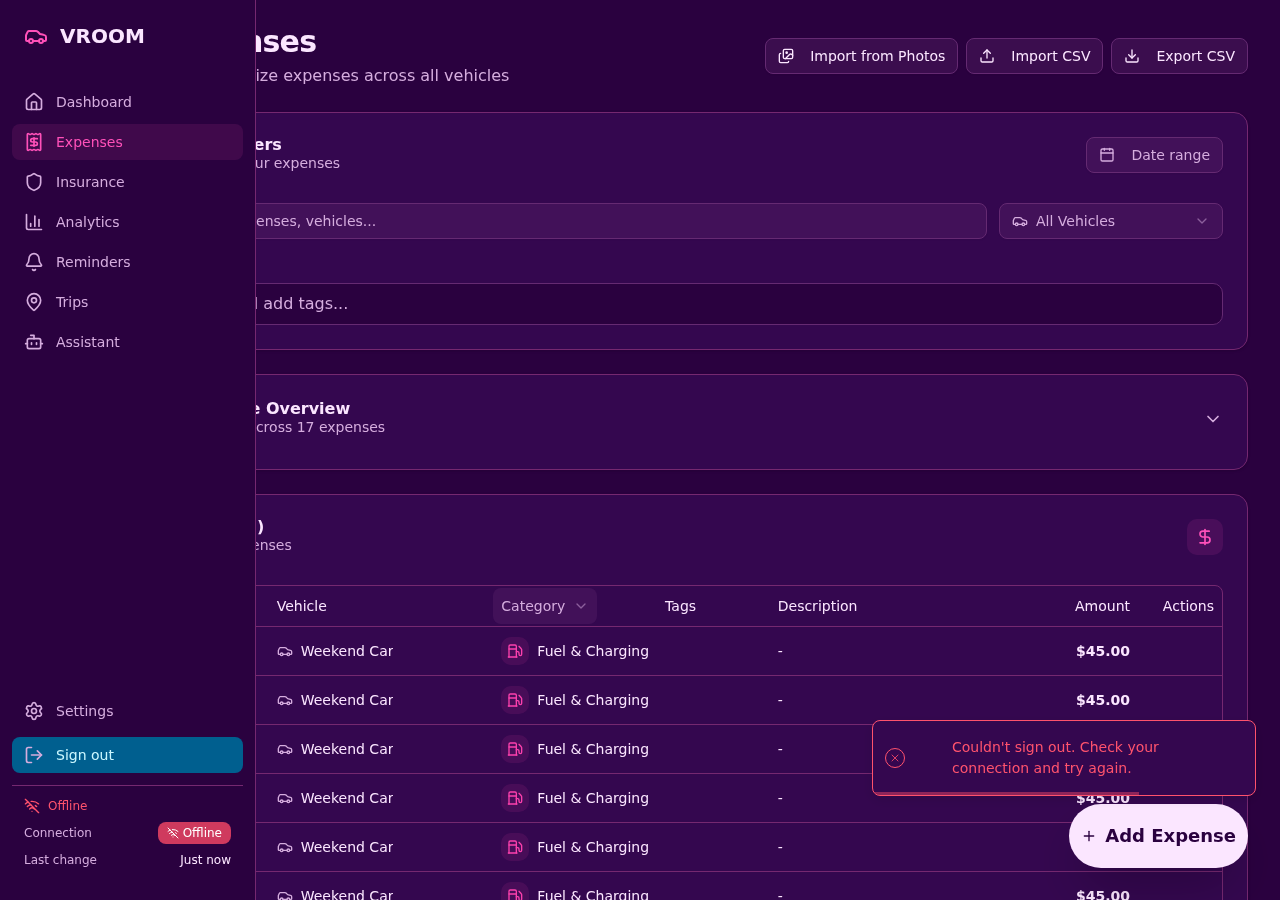 VROOM
Dashboard
Expenses
Insurance
Analytics
Reminders
Trips
Assistant
Settings
Sign out
Offline
Connection Offline
Last change Just now
nses
ize expenses across all vehicles
Import from Photos
Import CSV
Export CSV
ers
ur expenses
Date range
enses, vehicles...
All Vehicles
add tags...
e Overview
cross 17 expenses
)
enses
Vehicle Category Tags Description Amount Actions
Weekend Car Fuel & Charging - $45.00
Weekend Car Fuel & Charging - $45.00
Weekend Car Fuel & Charging -
Weekend Car Fuel & Charging - $45.00
Weekend Car Fuel & Charging -
Weekend Car Fuel & Charging - $45.00
Couldn't sign out. Check your
connection and try again.
+ Add Expense